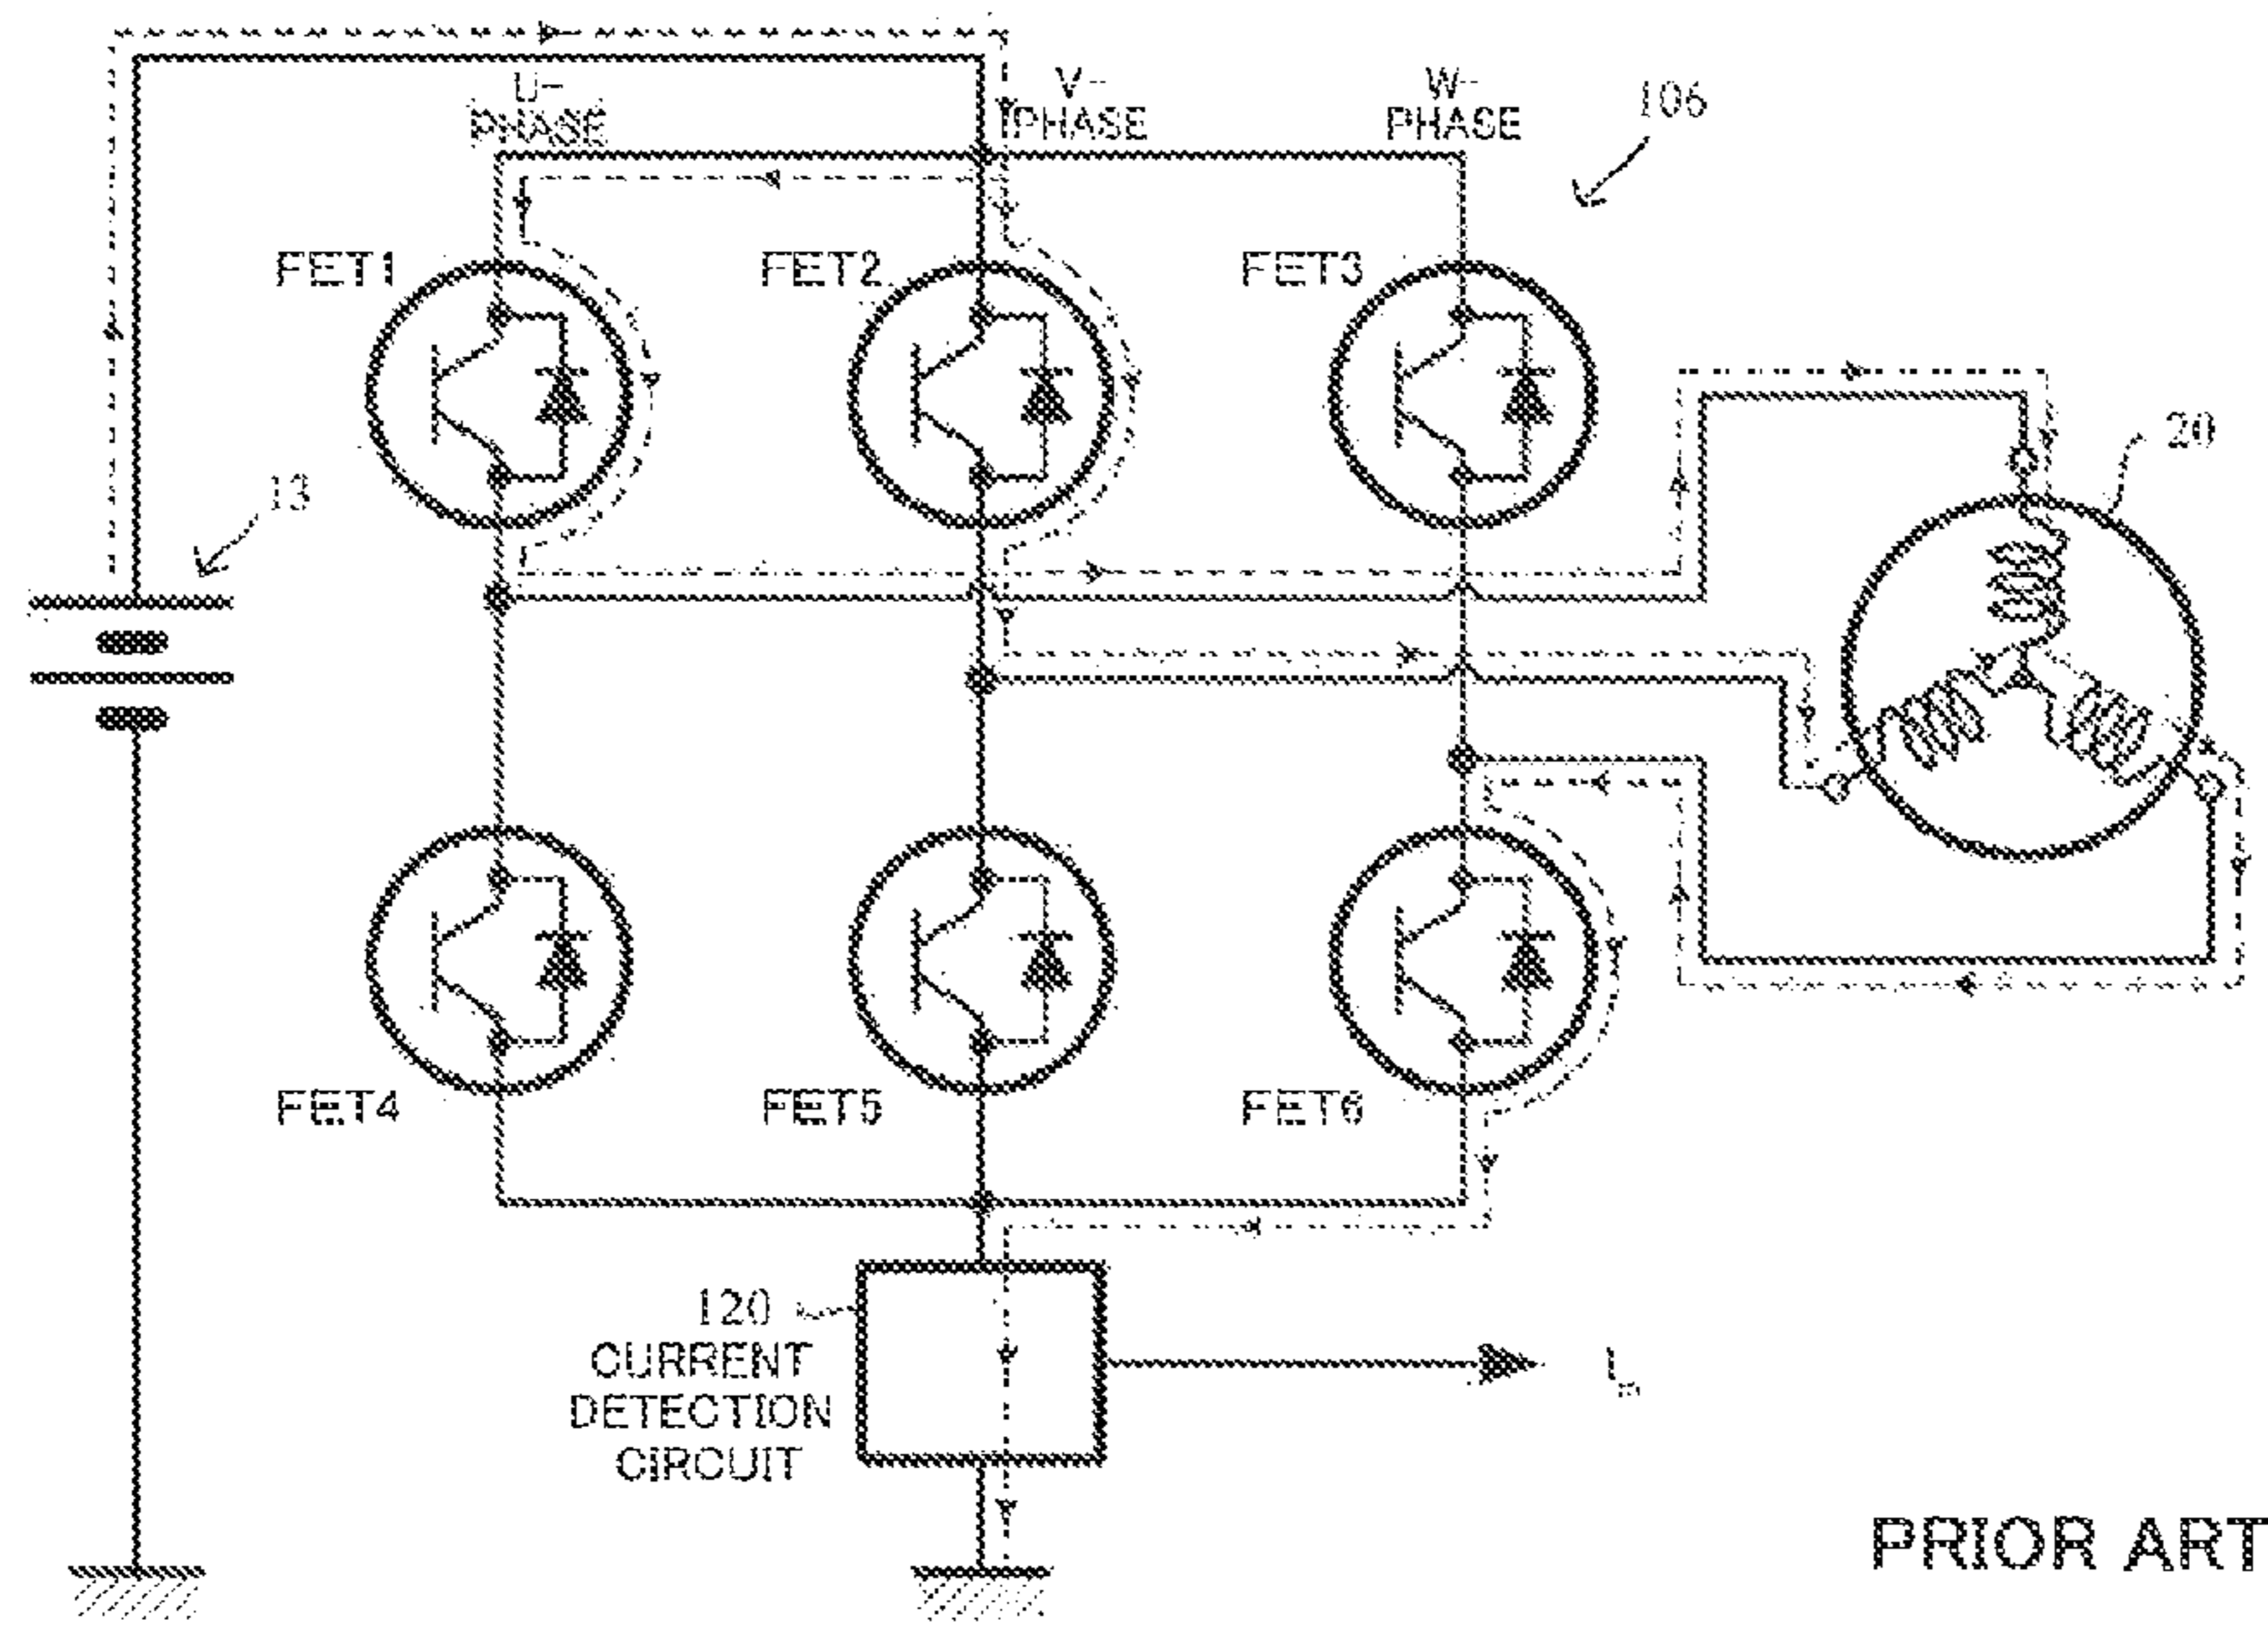 U-
PHASE
V-
PHASE
W-
PHASE
106
FET1
FET2
FET3
20
13
FET4
FET5
FET6
120
CURRENT
DETECTION
CIRCUIT
PRIOR ART